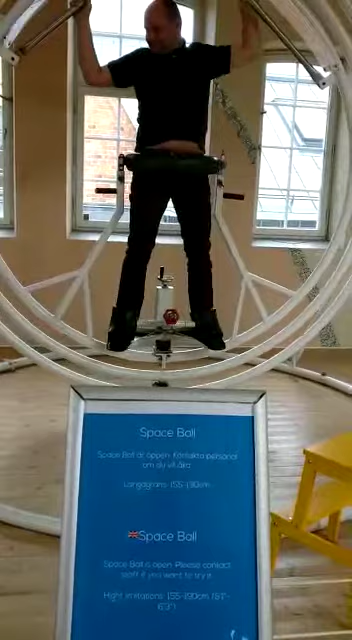 Space Ball
Space Ball är öppen. Kontakta personal
om du vill åka.
Längdgräns: 155-190cm
Space Ball
Space Ball is open. Please contact
staff if you want to try it.
Hight limitations: 155-190cm (5'1"-
6'3")